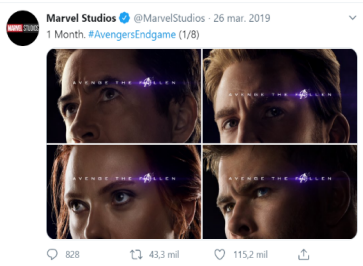 MARVEL STUDIOS
Marvel Studios @MarvelStudios · 26 mar. 2019
1 Month. #AvengersEndgame (1/8)
AVENGE THE FALLEN
AVENGE THE FALLEN
AVENGE THE FALLEN
AVENGE THE FALLEN
828 43,3 mil 115,2 mil